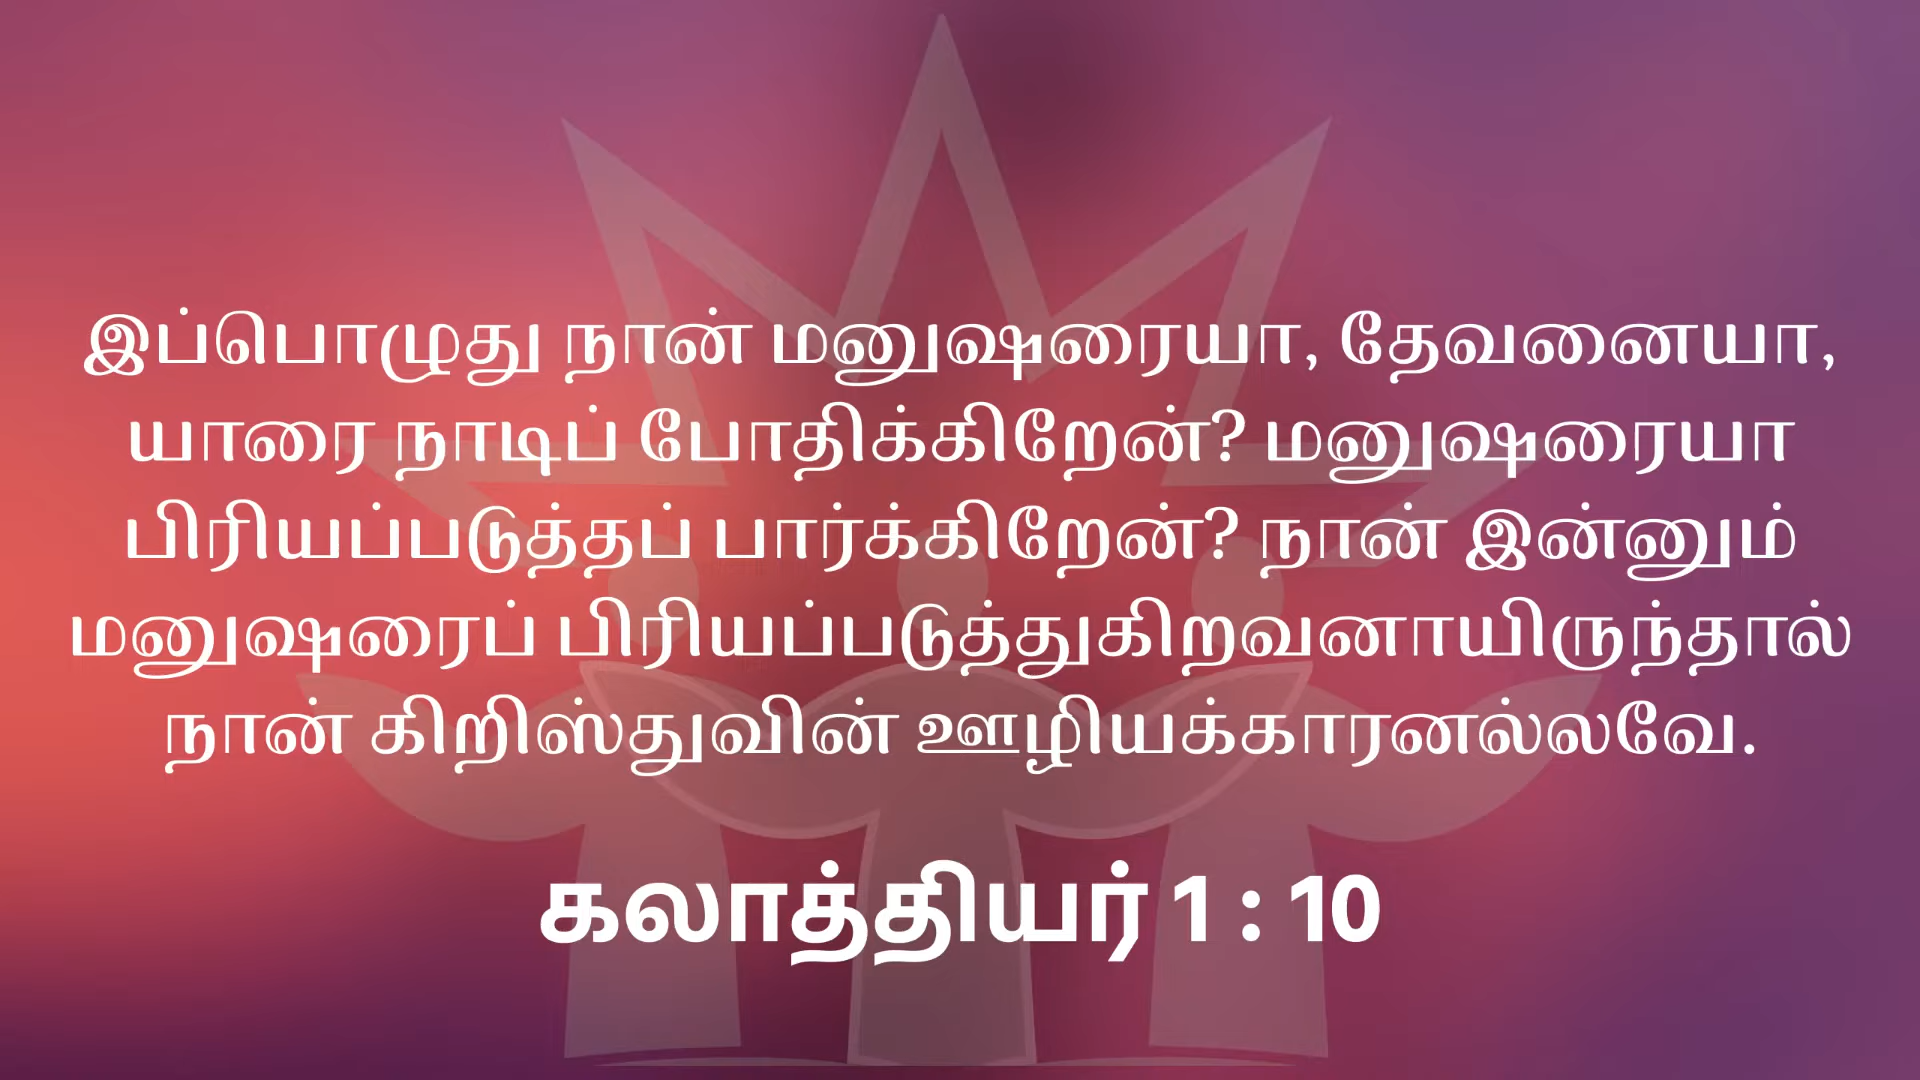 இப்பொழுது நான் மனுஷரையா, தேவனையா,
யாரை நாடிப் போதிக்கிறேன்? மனுஷரையா
பிரியப்படுத்தப் பார்க்கிறேன்? நான் இன்னும்
மனுஷரைப் பிரியப்படுத்துகிறவனாயிருந்தால்
நான் கிறிஸ்துவின் ஊழியக்காரனல்லவே.
கலாத்தியர் 1 : 10